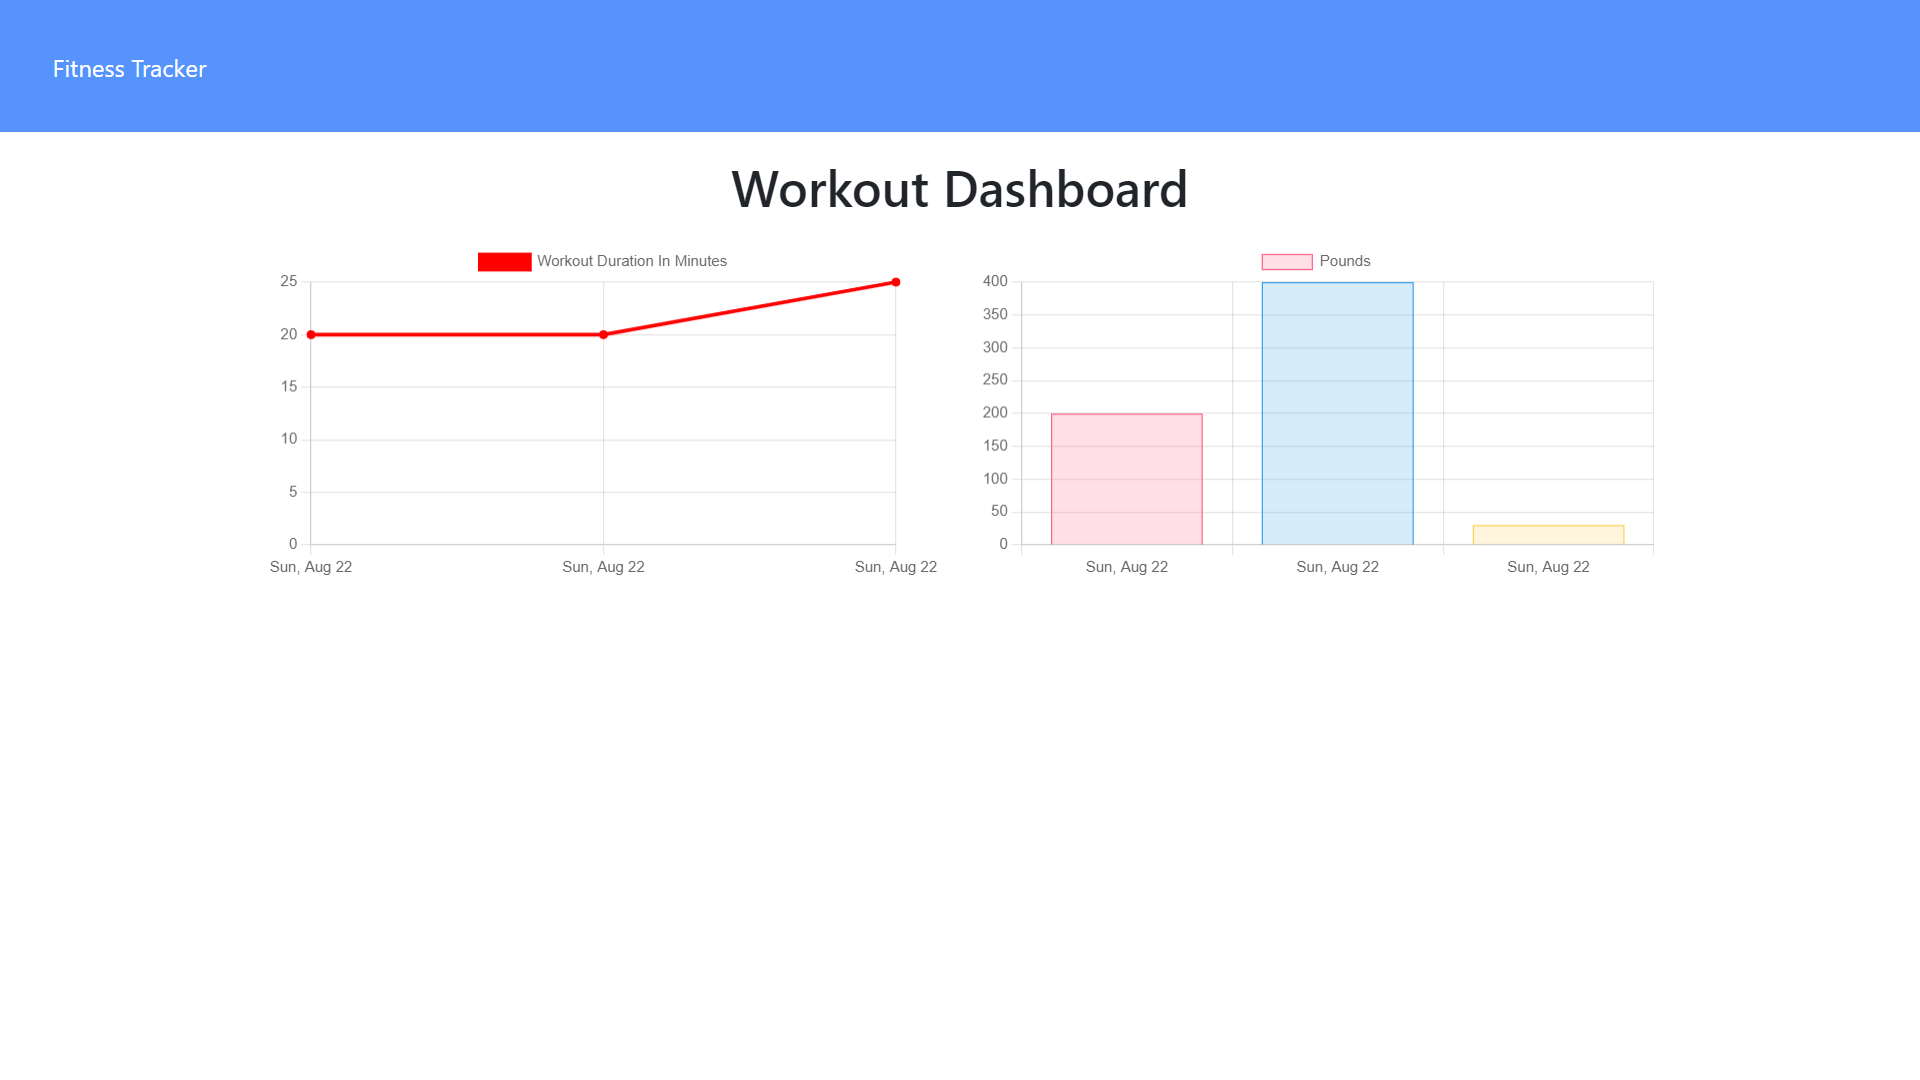 Fitness Tracker
Workout Dashboard
Workout Duration In Minutes
25
20
15
10
5
0
Sun, Aug 22 Sun, Aug 22 Sun, Aug 22
Pounds
400
350
300
250
200
150
100
50
0
Sun, Aug 22 Sun, Aug 22 Sun, Aug 22